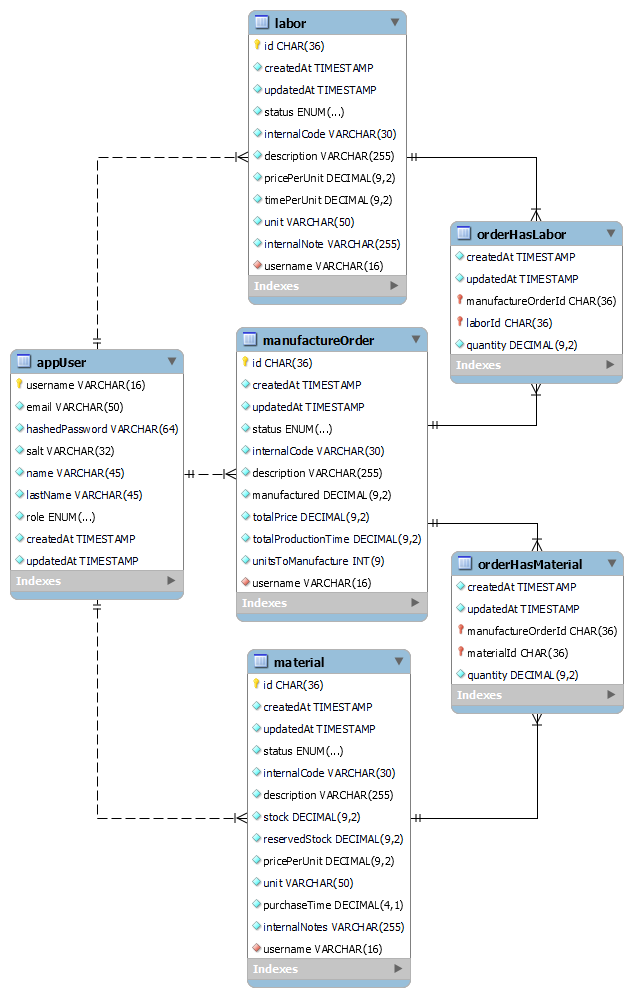 labor
id CHAR(36)
createdAt TIMESTAMP
updatedAt TIMESTAMP
status ENUM(...)
internalCode VARCHAR(30)
description VARCHAR(255)
pricePerUnit DECIMAL(9,2)
timePerUnit DECIMAL(9,2)
unit VARCHAR(50)
internalNote VARCHAR(255)
username VARCHAR(16)
Indexes
orderHasLabor
createdAt TIMESTAMP
updatedAt TIMESTAMP
manufactureOrderId CHAR(36)
laborId CHAR(36)
quantity DECIMAL(9,2)
Indexes
appUser
username VARCHAR(16)
email VARCHAR(50)
hashedPassword VARCHAR(64)
salt VARCHAR(32)
name VARCHAR(45)
lastName VARCHAR(45)
role ENUM(...)
createdAt TIMESTAMP
updatedAt TIMESTAMP
Indexes
manufactureOrder
id CHAR(36)
createdAt TIMESTAMP
updatedAt TIMESTAMP
status ENUM(...)
internalCode VARCHAR(30)
description VARCHAR(255)
manufactured DECIMAL(9,2)
totalPrice DECIMAL(9,2)
totalProductionTime DECIMAL(9,2)
unitsToManufacture INT(9)
username VARCHAR(16)
Indexes
orderHasMaterial
createdAt TIMESTAMP
updatedAt TIMESTAMP
manufactureOrderId CHAR(36)
materialId CHAR(36)
quantity DECIMAL(9,2)
Indexes
material
id CHAR(36)
createdAt TIMESTAMP
updatedAt TIMESTAMP
status ENUM(...)
internalCode VARCHAR(30)
description VARCHAR(255)
stock DECIMAL(9,2)
reservedStock DECIMAL(9,2)
pricePerUnit DECIMAL(9,2)
unit VARCHAR(50)
purchaseTime DECIMAL(4,1)
internalNotes VARCHAR(255)
username VARCHAR(16)
Indexes